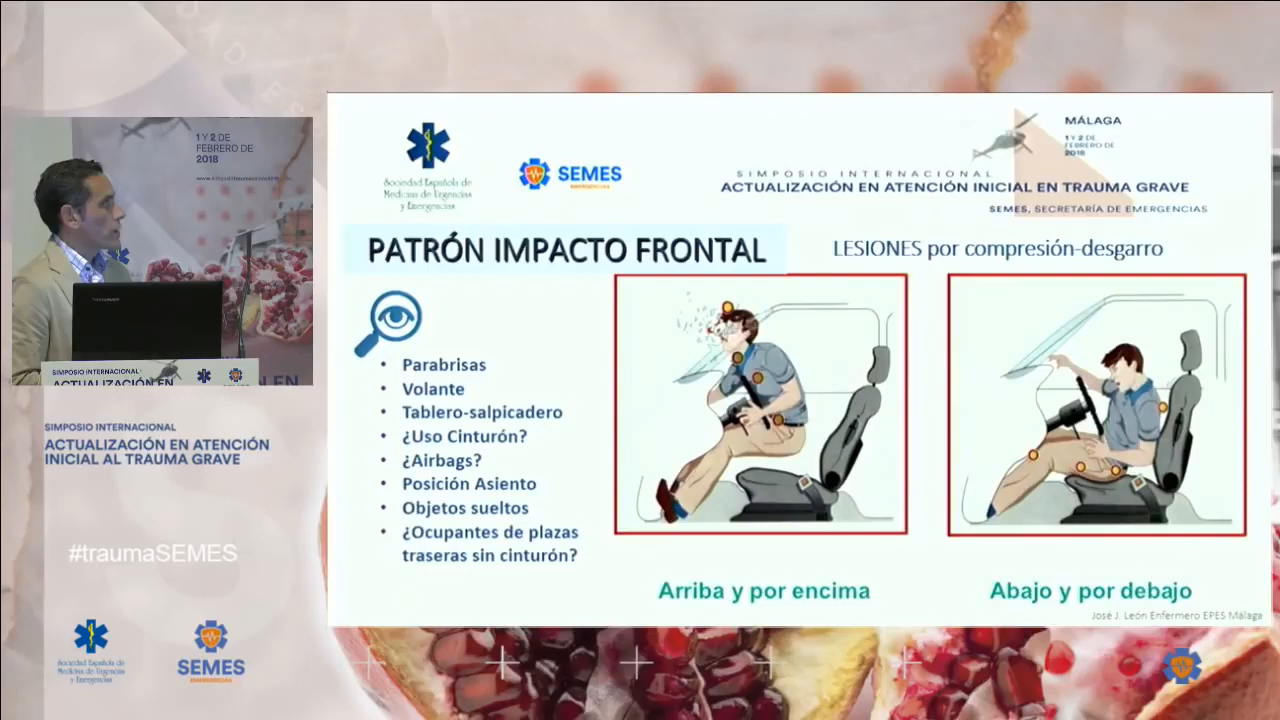 1 Y 2 DE
FEBRERO DE
2018
SIMPOSIO INTERNACIONAL
ACTUALIZACIÓN EN
SIMPOSIO INTERNACIONAL
ACTUALIZACIÓN EN ATENCIÓN
INICIAL AL TRAUMA GRAVE
#traumaSEMES
Sociedad Española de
Medicina de Urgencias
y Emergencias
SEMES
EMERGENCIAS
Sociedad Española de
Medicina de Urgencias
y Emergencias
SEMES
EMERGENCIAS
MÁLAGA
1 Y 2 DE
FEBRERO DE
2018
SIMPOSIO INTERNACIONAL
ACTUALIZACIÓN EN ATENCIÓN INICIAL EN TRAUMA GRAVE
SEMES, SECRETARÍA DE EMERGENCIAS
PATRÓN IMPACTO FRONTAL
LESIONES por compresión-desgarro
• Parabrisas
• Volante
• Tablero-salpicadero
• ¿Uso Cinturón?
• ¿Airbags?
• Posición Asiento
• Objetos sueltos
• ¿Ocupantes de plazas
traseras sin cinturón?
Arriba y por encima
Abajo y por debajo
José J. León Enfermero EPES Málaga